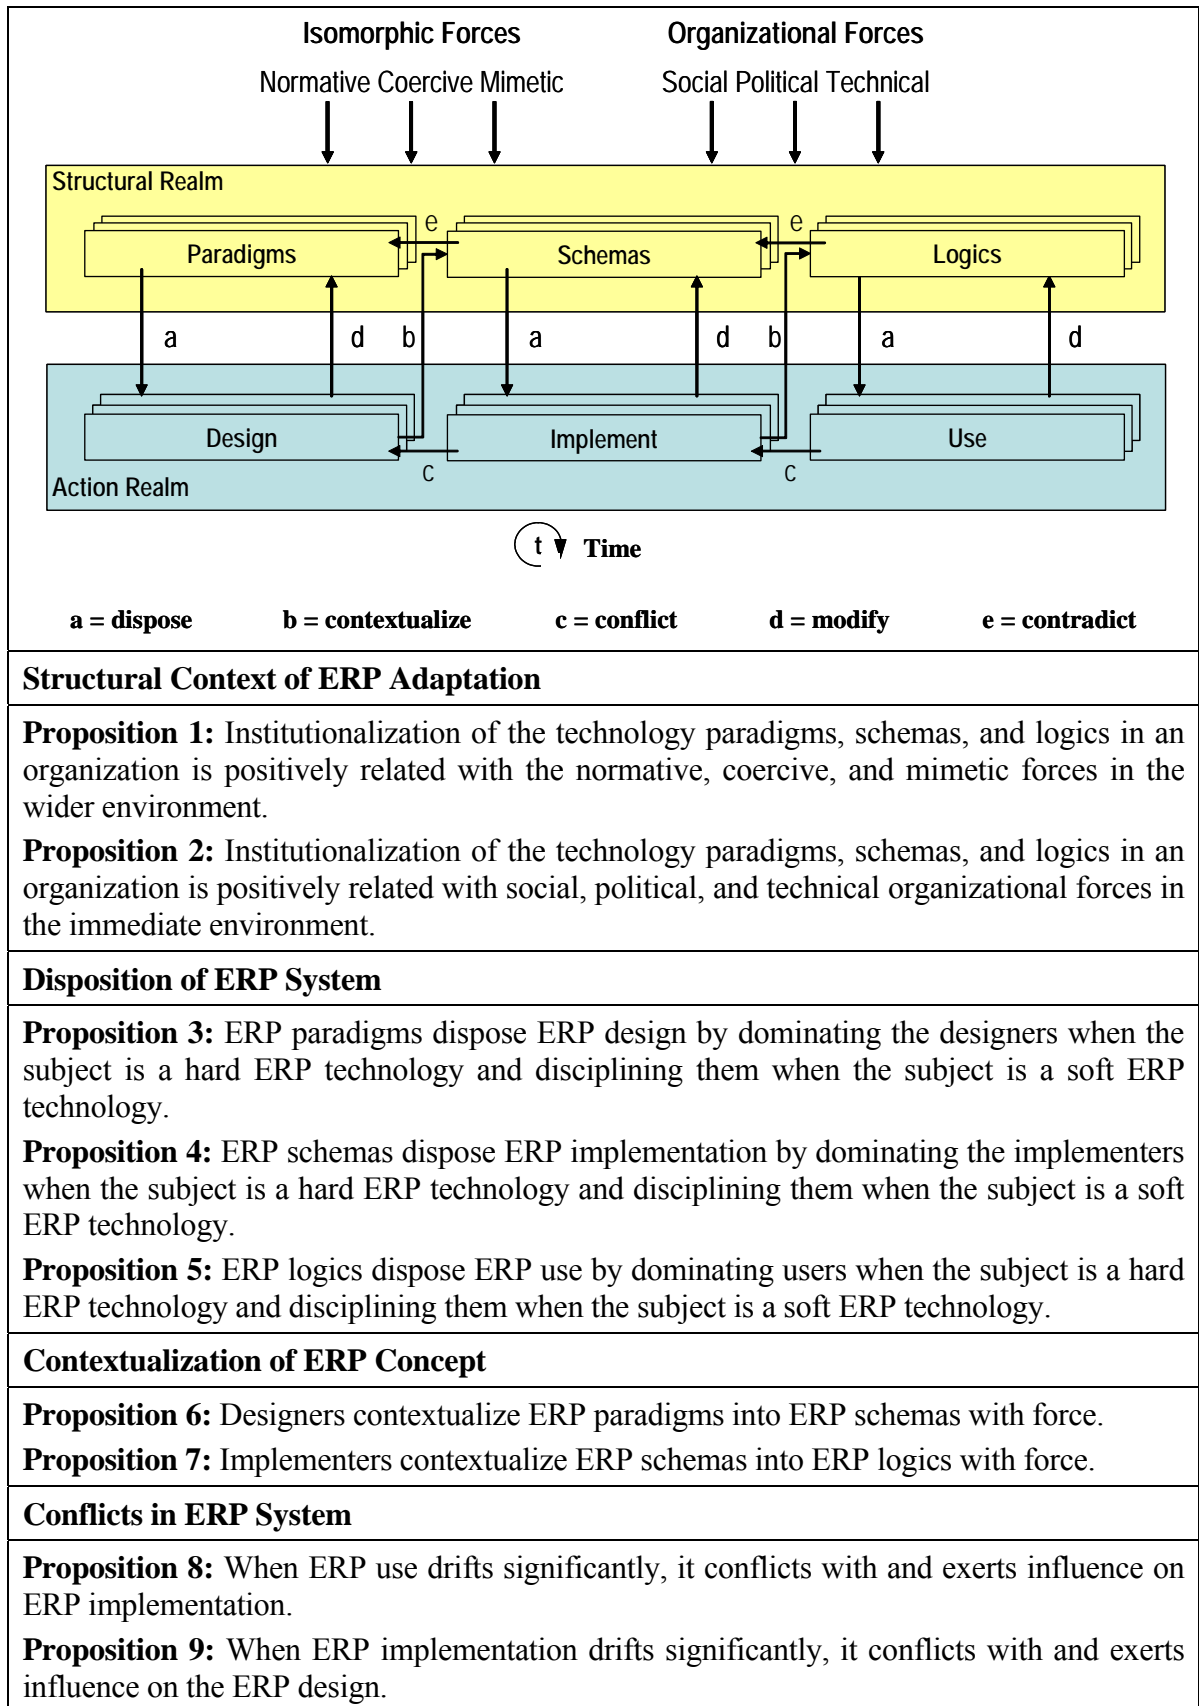 Isomorphic Forces Organizational Forces
Normative Coercive Mimetic Social Political Technical
Structural Realm
e e
Paradigms Schemas Logics
a d b a d b a d
Design Implement Use
c c
Action Realm
t Time
a = dispose b = contextualize c = conflict d = modify e = contradict
Structural Context of ERP Adaptation
Proposition 1: Institutionalization of the technology paradigms, schemas, and logics in an
organization is positively related with the normative, coercive, and mimetic forces in the
wider environment.
Proposition 2: Institutionalization of the technology paradigms, schemas, and logics in an
organization is positively related with social, political, and technical organizational forces in
the immediate environment.
Disposition of ERP System
Proposition 3: ERP paradigms dispose ERP design by dominating the designers when the
subject is a hard ERP technology and disciplining them when the subject is a soft ERP
technology.
Proposition 4: ERP schemas dispose ERP implementation by dominating the implementers
when the subject is a hard ERP technology and disciplining them when the subject is a soft
ERP technology.
Proposition 5: ERP logics dispose ERP use by dominating users when the subject is a hard
ERP technology and disciplining them when the subject is a soft ERP technology.
Contextualization of ERP Concept
Proposition 6: Designers contextualize ERP paradigms into ERP schemas with force.
Proposition 7: Implementers contextualize ERP schemas into ERP logics with force.
Conflicts in ERP System
Proposition 8: When ERP use drifts significantly, it conflicts with and exerts influence on
ERP implementation.
Proposition 9: When ERP implementation drifts significantly, it conflicts with and exerts
influence on the ERP design.